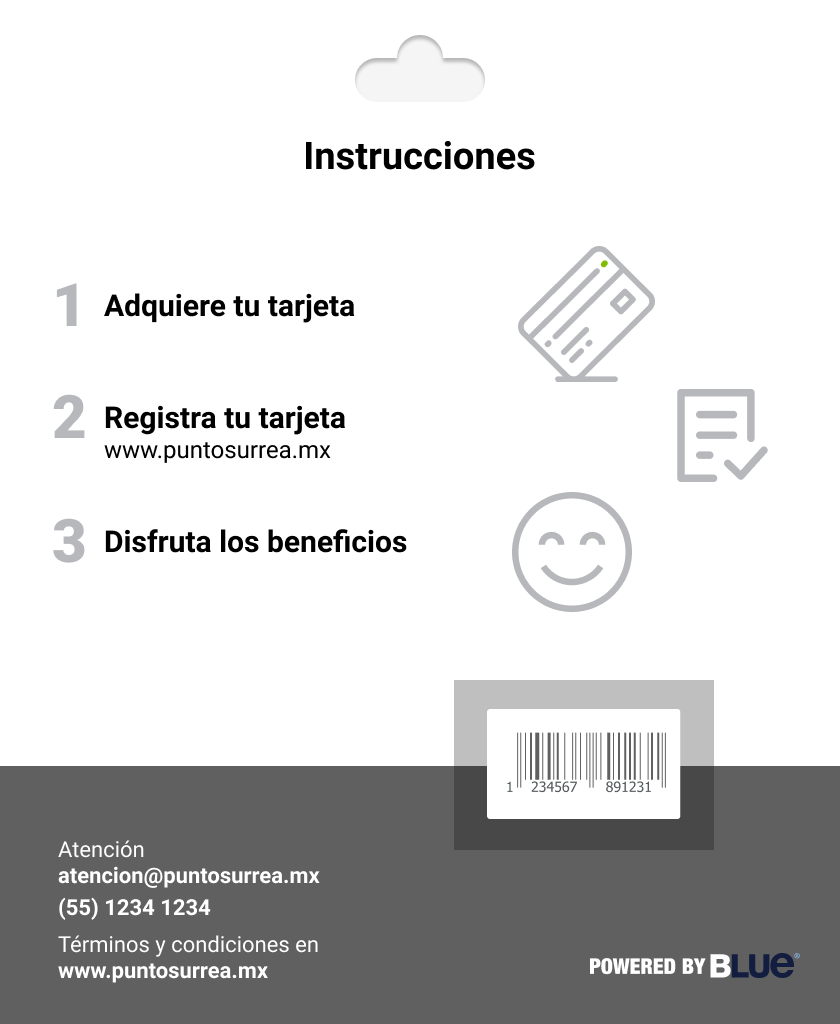 Instrucciones
1 Adquiere tu tarjeta
2 Registra tu tarjeta
www.puntosurrea.mx
3 Disfruta los beneficios
1 234567 891231
Atención
atencion@puntosurrea.mx
(55) 1234 1234
Términos y condiciones en
www.puntosurrea.mx
POWERED BY BLUe®